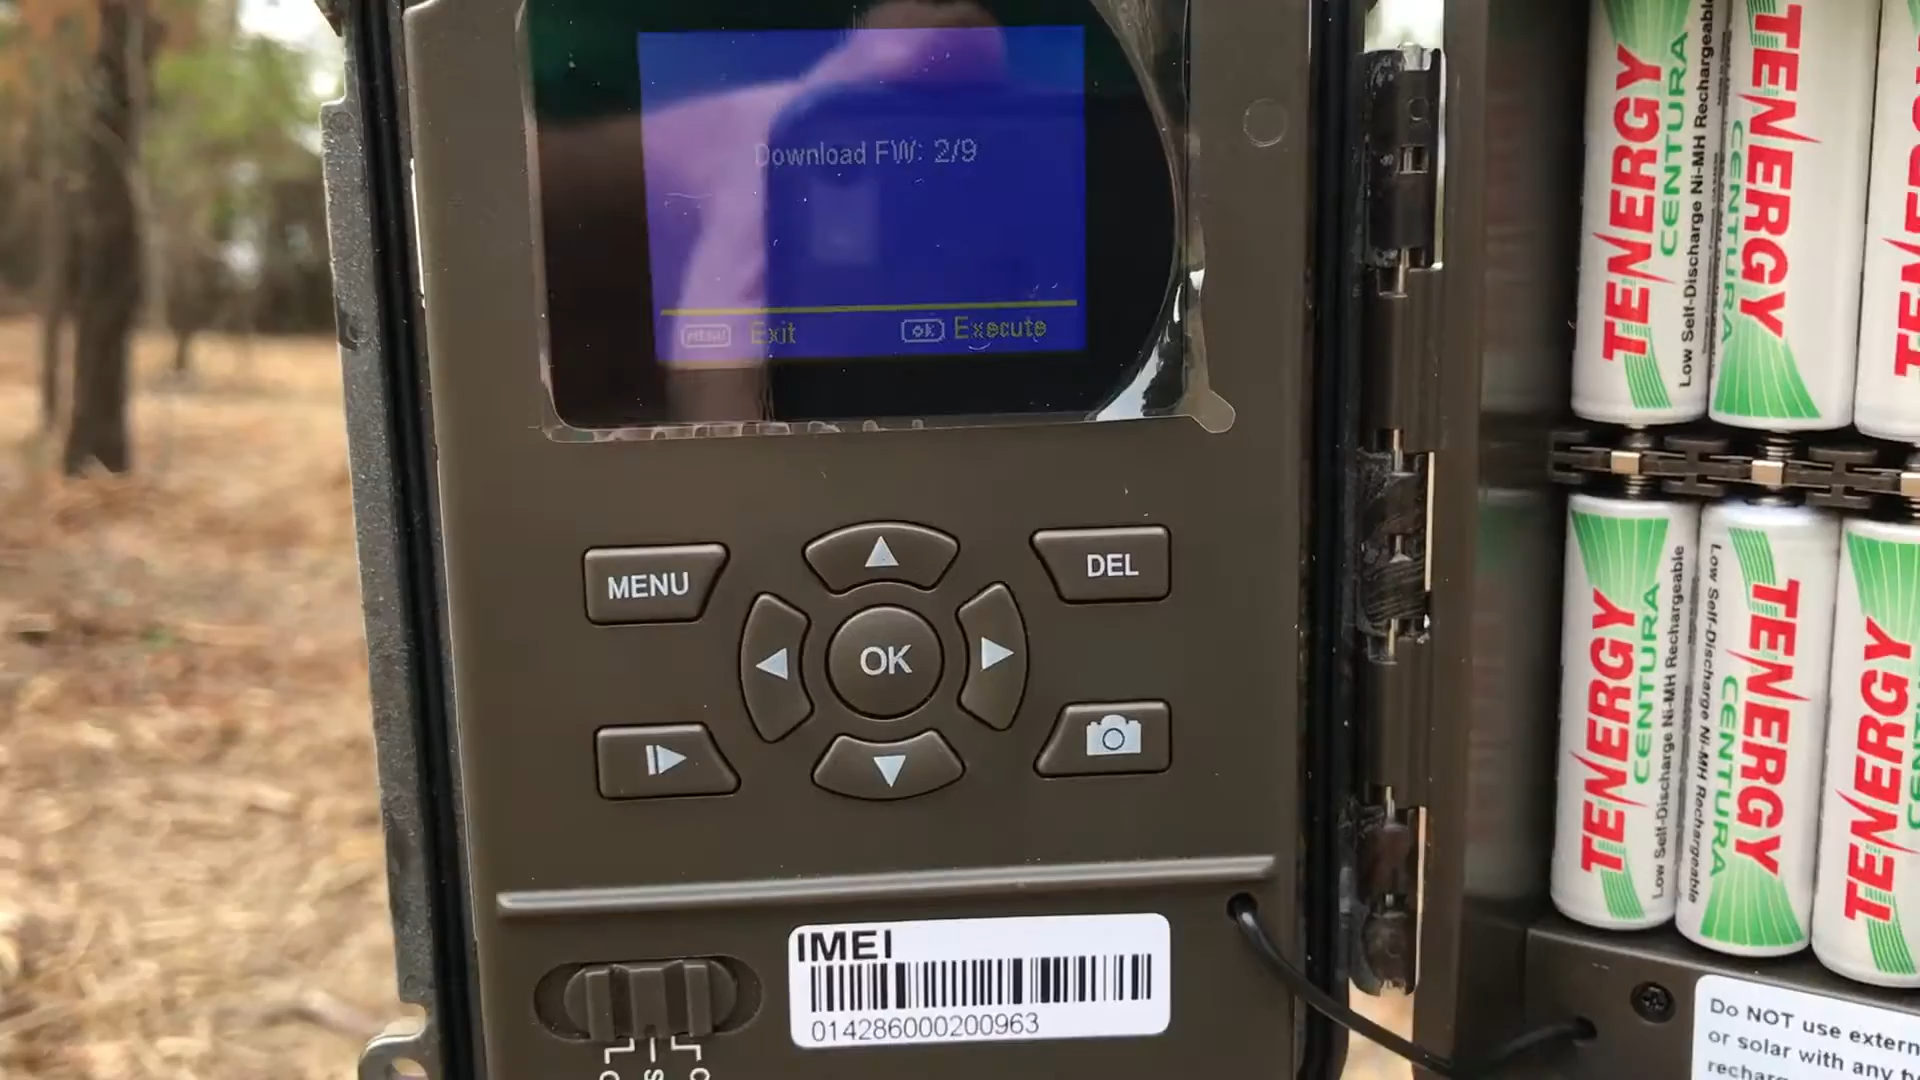 Download FW: 2/9
MENU Exit
OK Execute
MENU
DEL
OK
IMEI
014286000200963
TENERGY
CENTURA
Low Self-Discharge Ni-MH Rechargeable
TENERGY
CENTURA
TENERGY
CENTURA
Low Self-Discharge Ni-MH Rechargeable
TENERGY
CENTURA
Low Self-Discharge Ni-MH Rechargeable
TENERGY
Do NOT use extern
or solar with any